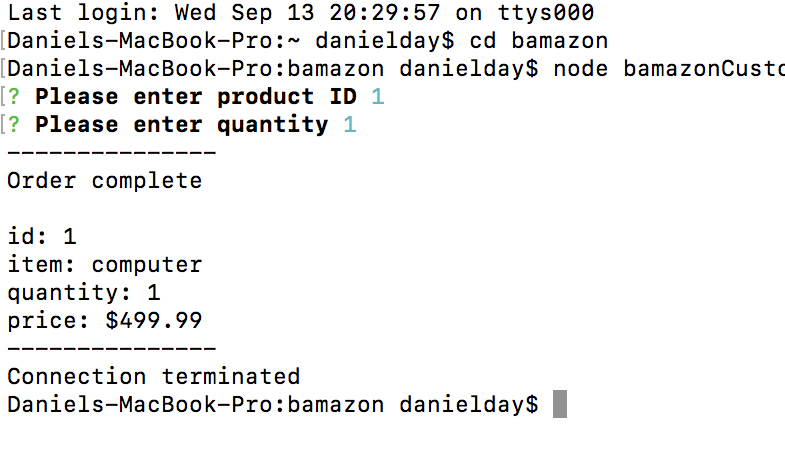 Last login: Wed Sep 13 20:29:57 on ttys000
[Daniels-MacBook-Pro:~ danielday$ cd bamazon
[Daniels-MacBook-Pro:bamazon danielday$ node bamazonCusto
[? Please enter product ID 1
[? Please enter quantity 1
---------------
Order complete
id: 1
item: computer
quantity: 1
price: $499.99
---------------
Connection terminated
Daniels-MacBook-Pro:bamazon danielday$